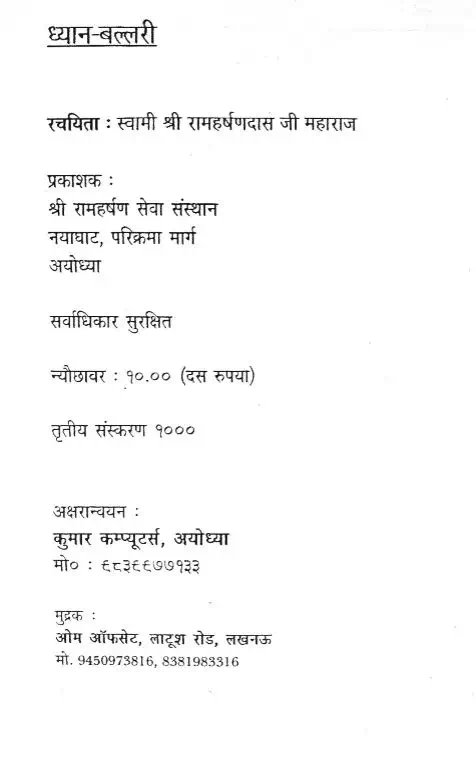 ध्यान-बल्लरी
रचयिता : स्वामी श्री रामहर्षणदास जी महाराज
प्रकाशक :
श्री रामहर्षण सेवा संस्थान
नयाघाट, परिक्रमा मार्ग
अयोध्या
सर्वाधिकार सुरक्षित
न्यौछावर : १०.०० (दस रुपया)
तृतीय संस्करण १०००
अक्षरान्वयन :
कुमार कम्प्यूटर्स, अयोध्या
मो० : ९८३९९७७१३३
मुद्रक :
ओम ऑफसेट, लाटूश रोड, लखनऊ
मो. 9450973816, 8381983316